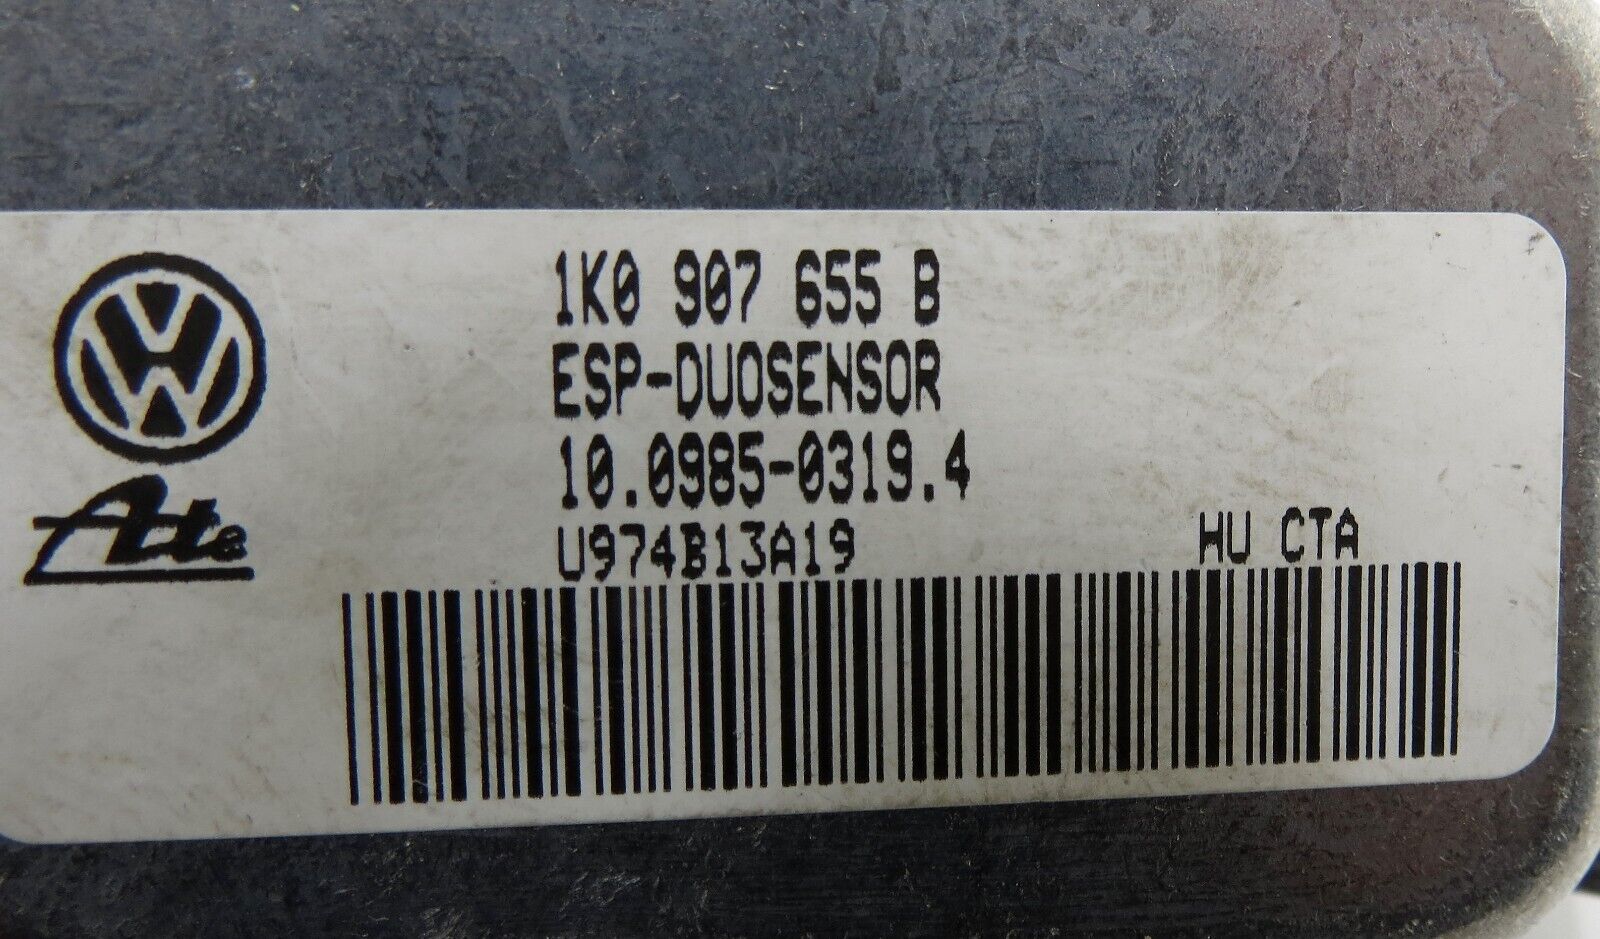 1K0 907 655 B
ESP-DUOSENSOR
10.0985-0319.4
U974B13A19 HU CTA
Ate